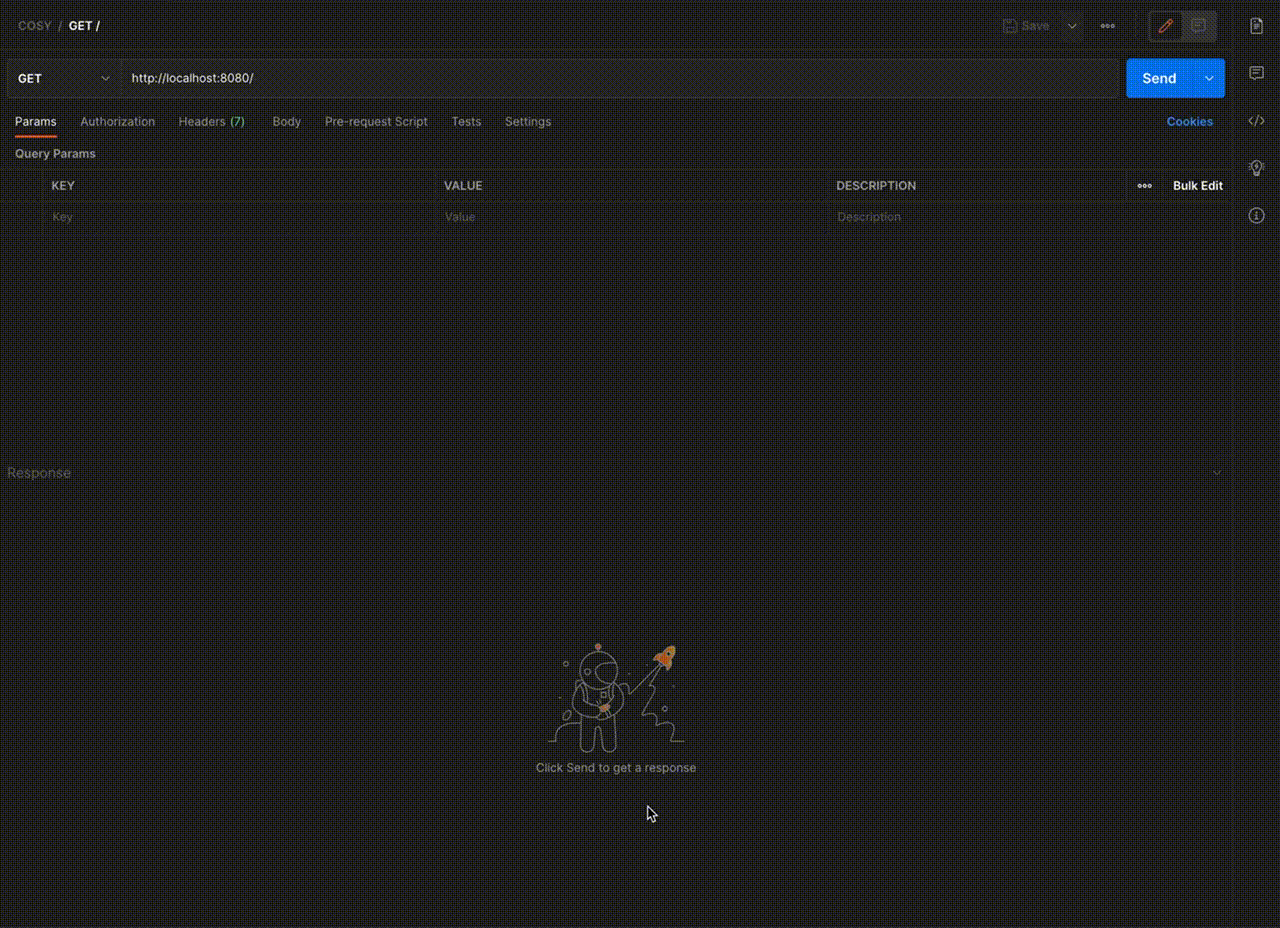 COSY / GET / Save
GET http://localhost:8080/ Send
Params Authorization Headers (7) Body Pre-request Script Tests Settings Cookies
Query Params
KEY VALUE DESCRIPTION Bulk Edit
Key Value Description
Response
Click Send to get a response